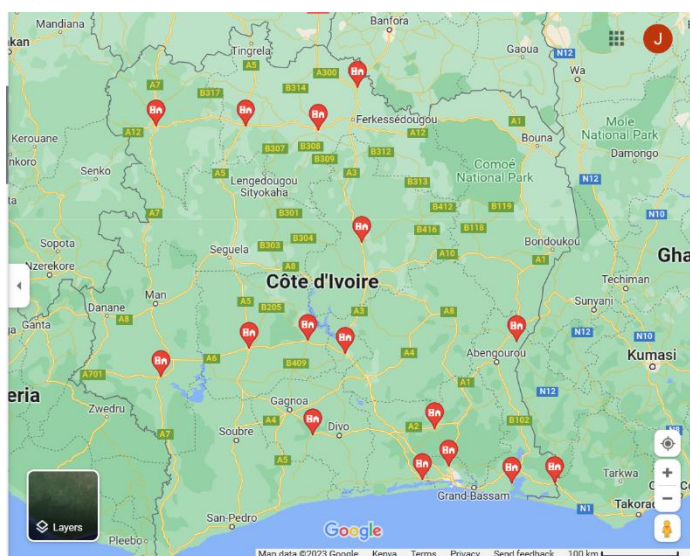 Mandiana
Banfora
J
Tingrela
Gaoua
N12
Wa
A7
A5
B317
B314
A300
Ferkessédougou
A12
B307
B308
B309
B312
A12
A1
Bouna
Mole
National Park
Damongo
Kerouane
Senko
A5
Lengedougou
Sityokaha
A3
B313
Comoé
National Park
N12
A7
B301
B412
B119
N10
Sopota
Nzerekore
Seguela
B303
B304
B416
B118
A10
Bondoukou
A1
Techiman
Gha
A8
Côte d'Ivoire
Danane
Man
A5
B205
A3
A8
Sunyani
N12
Ganta
A8
A6
A4
Abengourou
Kumasi
A701
B409
A1
N10
eria
Zwedru
Gagnoa
A4
Divo
A2
B102
N12
Soubre
A7
A5
Grand-Bassam
Tarkwa
N1
Takorad
San-Pedro
Pleebo
Layers
Google
Map data ©2023 Google
Kenya
Terms
Privacy
Send feedback
100 km